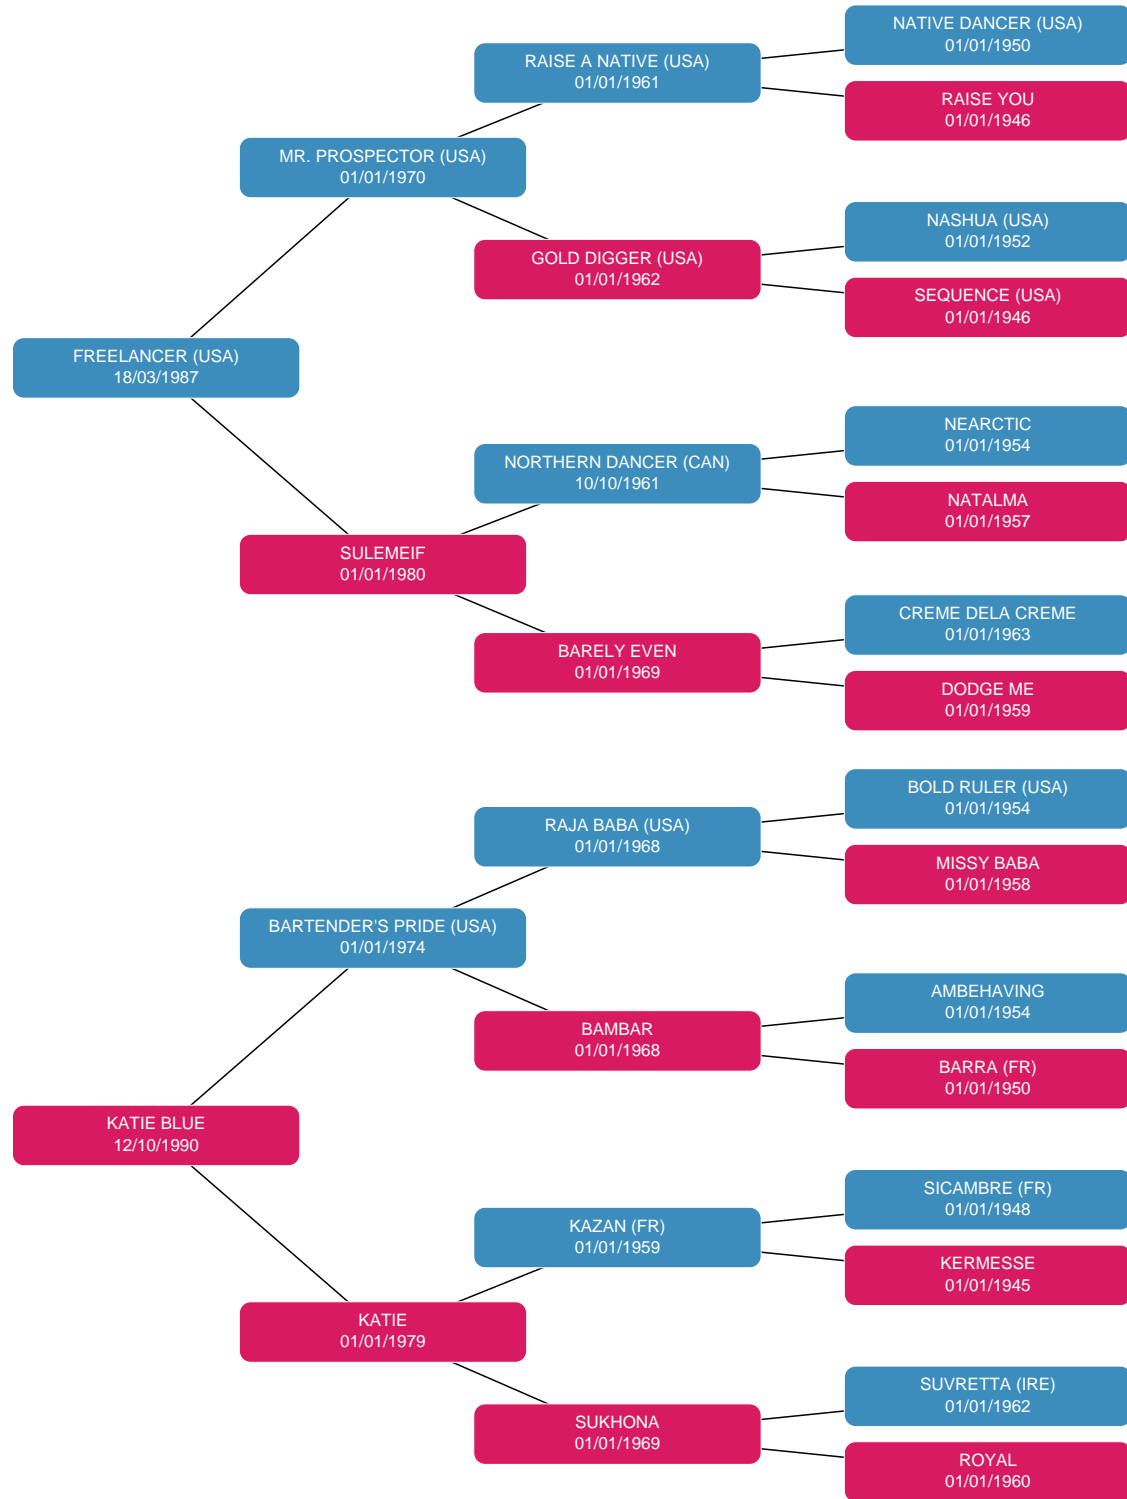 NATIVE DANCER (USA)
01/01/1950
RAISE A NATIVE (USA)
01/01/1961
RAISE YOU
01/01/1946
MR. PROSPECTOR (USA)
01/01/1970
NASHUA (USA)
01/01/1952
GOLD DIGGER (USA)
01/01/1962
SEQUENCE (USA)
01/01/1946
FREELANCER (USA)
18/03/1987
NEARCTIC
01/01/1954
NORTHERN DANCER (CAN)
10/10/1961
NATALMA
01/01/1957
SULEMEIF
01/01/1980
CREME DELA CREME
01/01/1963
BARELY EVEN
01/01/1969
DODGE ME
01/01/1959
BOLD RULER (USA)
01/01/1954
RAJA BABA (USA)
01/01/1968
MISSY BABA
01/01/1958
BARTENDER'S PRIDE (USA)
01/01/1974
AMBEHAVING
01/01/1954
BAMBAR
01/01/1968
BARRA (FR)
01/01/1950
KATIE BLUE
12/10/1990
SICAMBRE (FR)
01/01/1948
KAZAN (FR)
01/01/1959
KERMESSE
01/01/1945
KATIE
01/01/1979
SUVRETTA (IRE)
01/01/1962
SUKHONA
01/01/1969
ROYAL
01/01/1960